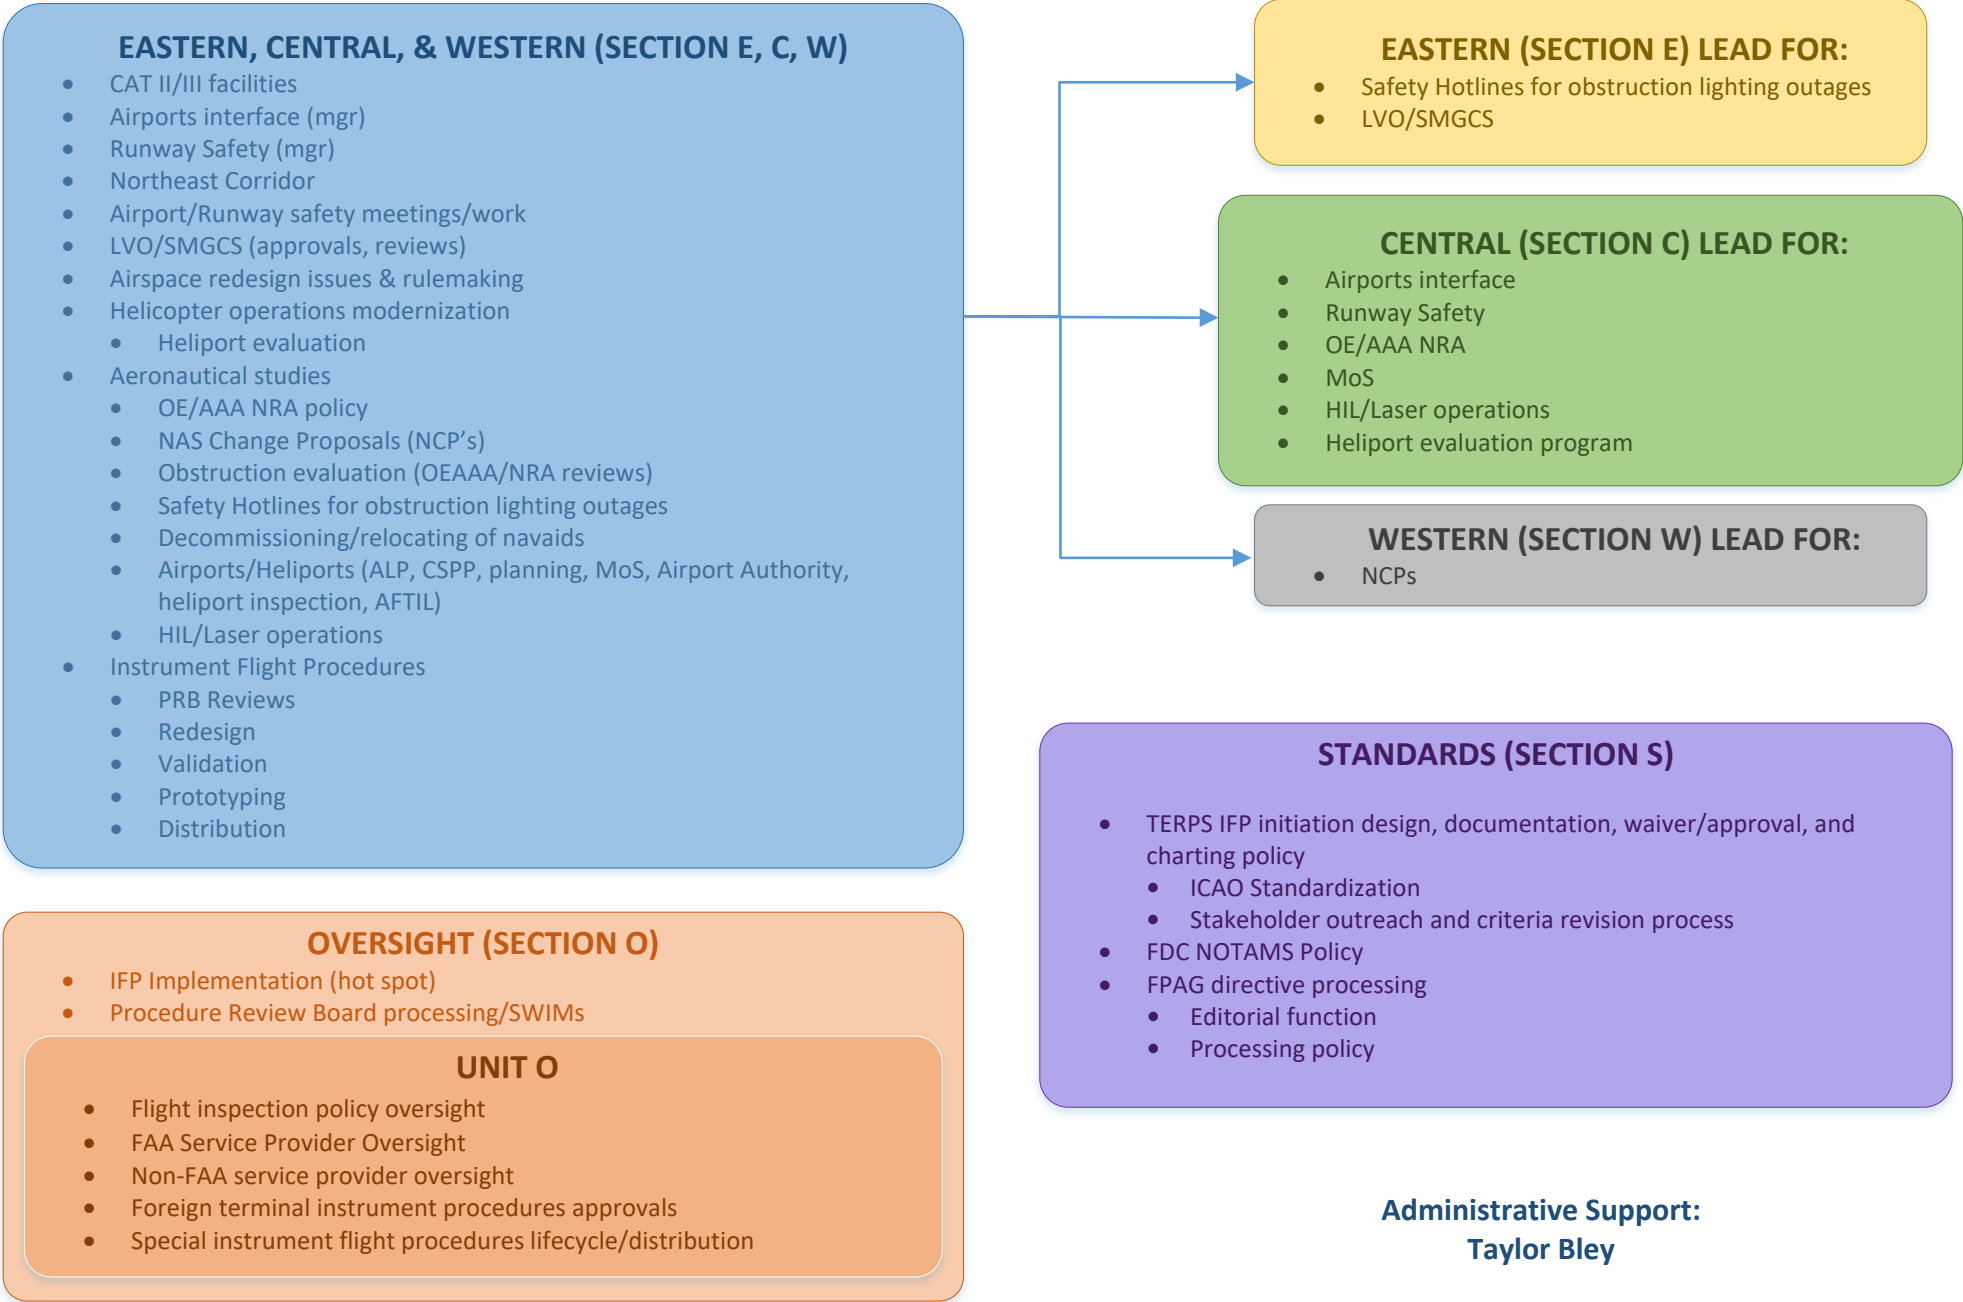 EASTERN, CENTRAL, & WESTERN (SECTION E, C, W)
• CAT II/III facilities
• Airports interface (mgr)
• Runway Safety (mgr)
• Northeast Corridor
• Airport/Runway safety meetings/work
• LVO/SMGCS (approvals, reviews)
• Airspace redesign issues & rulemaking
• Helicopter operations modernization
• Heliport evaluation
• Aeronautical studies
• OE/AAA NRA policy
• NAS Change Proposals (NCP’s)
• Obstruction evaluation (OEAAA/NRA reviews)
• Safety Hotlines for obstruction lighting outages
• Decommissioning/relocating of navaids
• Airports/Heliports (ALP, CSPP, planning, MoS, Airport Authority,
heliport inspection, AFTIL)
• HIL/Laser operations
• Instrument Flight Procedures
• PRB Reviews
• Redesign
• Validation
• Prototyping
• Distribution
EASTERN (SECTION E) LEAD FOR:
• Safety Hotlines for obstruction lighting outages
• LVO/SMGCS
CENTRAL (SECTION C) LEAD FOR:
• Airports interface
• Runway Safety
• OE/AAA NRA
• MoS
• HIL/Laser operations
• Heliport evaluation program
WESTERN (SECTION W) LEAD FOR:
• NCPs
OVERSIGHT (SECTION O)
• IFP Implementation (hot spot)
• Procedure Review Board processing/SWIMs
UNIT O
• Flight inspection policy oversight
• FAA Service Provider Oversight
• Non-FAA service provider oversight
• Foreign terminal instrument procedures approvals
• Special instrument flight procedures lifecycle/distribution
STANDARDS (SECTION S)
• TERPS IFP initiation design, documentation, waiver/approval, and
charting policy
• ICAO Standardization
• Stakeholder outreach and criteria revision process
• FDC NOTAMS Policy
• FPAG directive processing
• Editorial function
• Processing policy
Administrative Support:
Taylor Bley